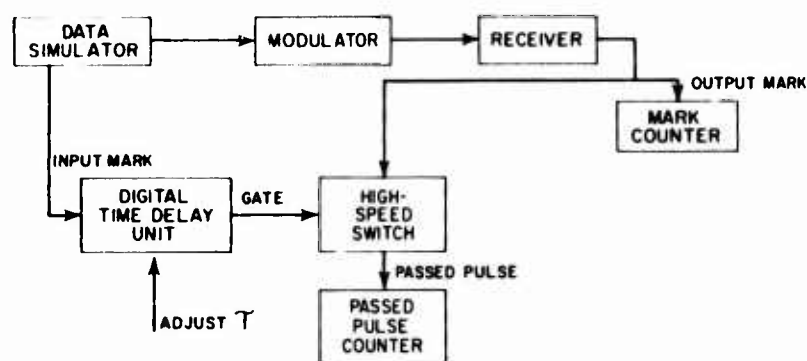 DATA
SIMULATOR
MODULATOR
RECEIVER
OUTPUT MARK
MARK
COUNTER
INPUT MARK
DIGITAL
TIME DELAY
UNIT
GATE
HIGH-
SPEED
SWITCH
PASSED PULSE
ADJUST τ
PASSED
PULSE
COUNTER